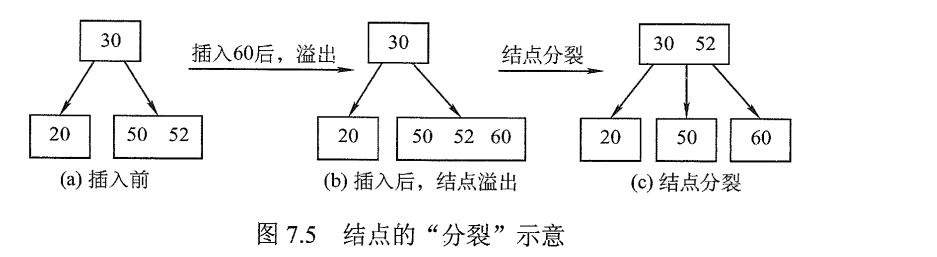 30
20
50 52
(a) 插入前
插入60后，溢出
30
20
50 52 60
(b) 插入后，结点溢出
结点分裂
30 52
20
50
60
(c) 结点分裂
图 7.5 结点的“分裂”示意